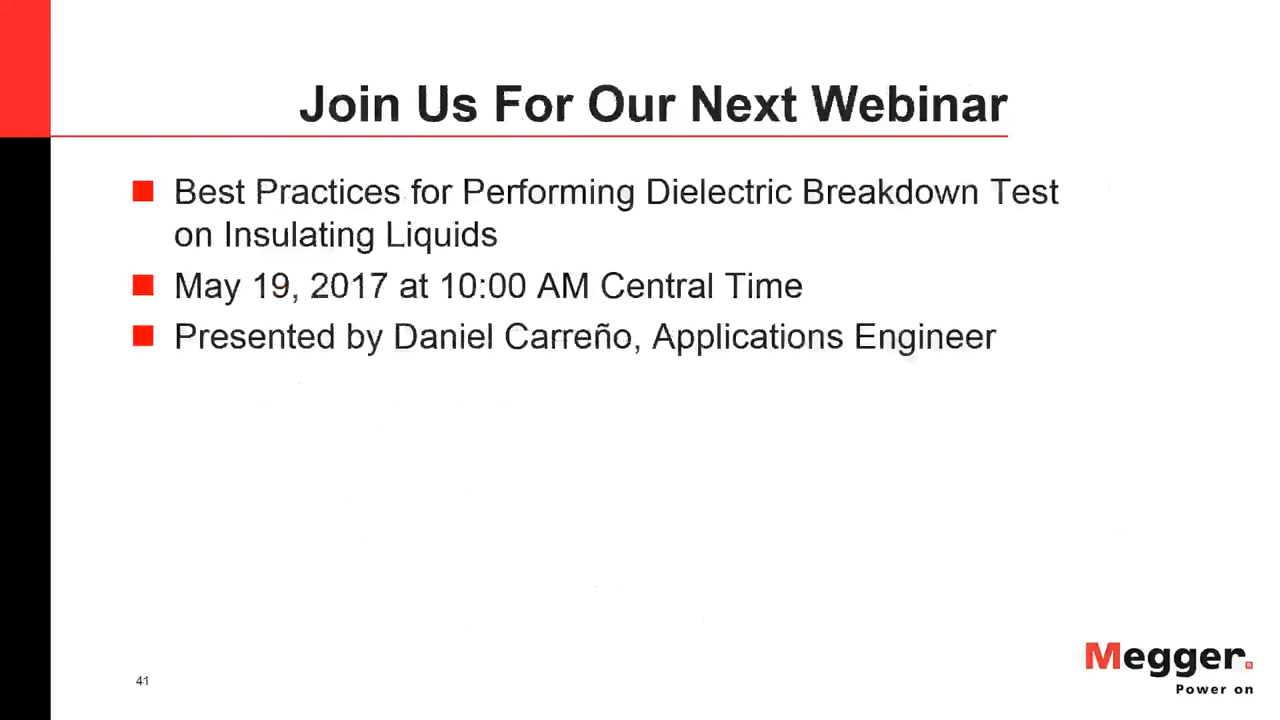 Join Us For Our Next Webinar
Best Practices for Performing Dielectric Breakdown Test
on Insulating Liquids
May 19, 2017 at 10:00 AM Central Time
Presented by Daniel Carreño, Applications Engineer
Megger®
Power on
41